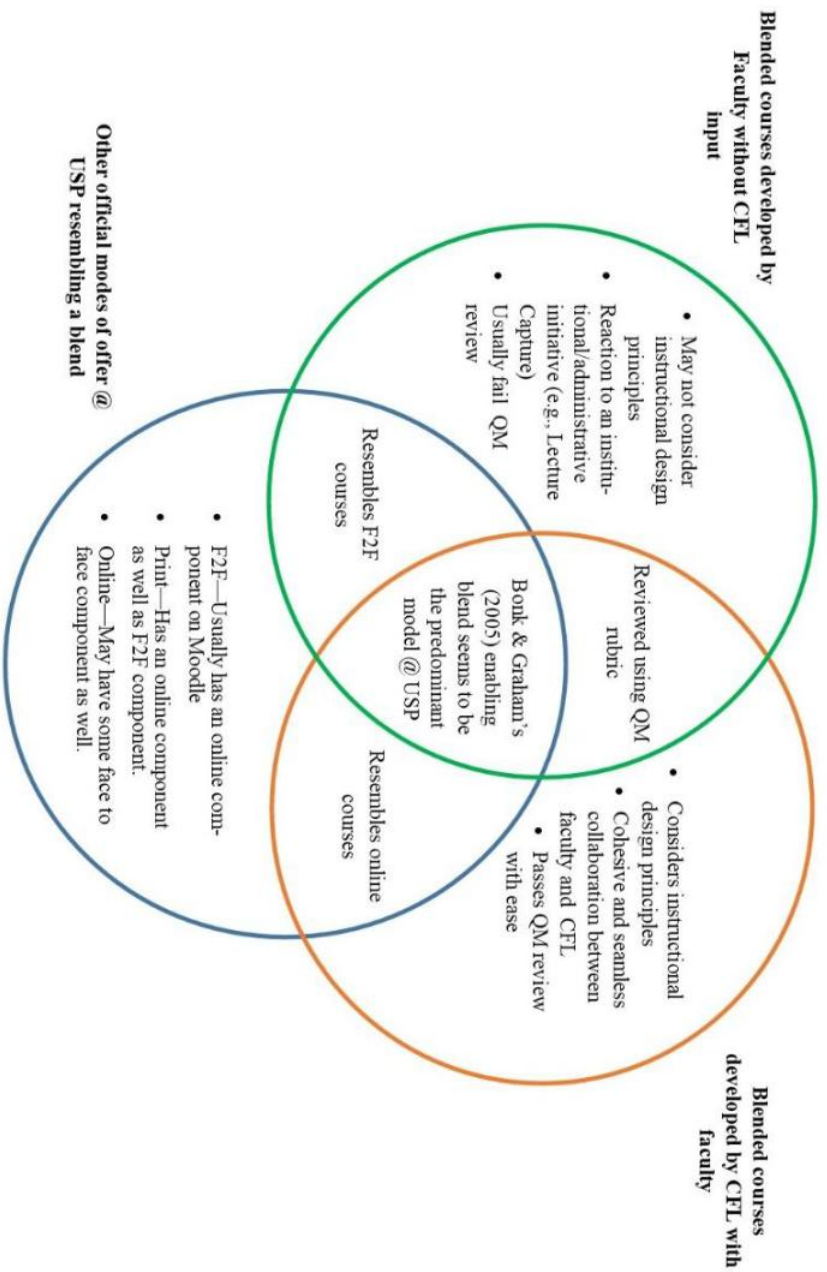 Blended courses developed by
Faculty without CFL
input
• May not consider
instructional design
principles
• Reaction to an institu-
tional/administrative
initiative (e.g., Lecture
Capture)
• Usually fail QM
review
Reviewed using QM
rubric
Blended courses
developed by CFL with
faculty
• Considers instructional
design principles
• Cohesive and seamless
collaboration between
faculty and CFL
• Passes QM review
with ease
Bonk & Graham's
(2005) enabling
blend seems to be
the predominant
model @ USP
Resembles F2F
courses
Resembles online
courses
Other official modes of offer @
USP resembling a blend
• F2F—Usually has an online com-
ponent on Moodle
• Print—Has an online component
as well as F2F component.
• Online—May have some face to
face component as well.